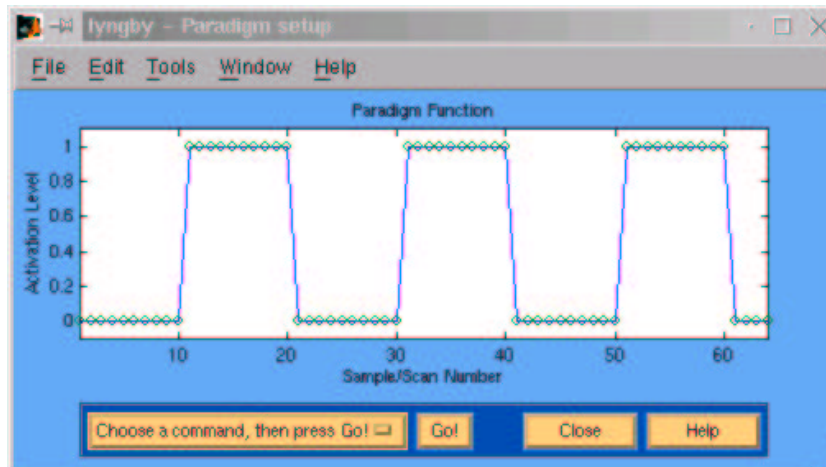 lyngby - Paradigm setup
File Edit Tools Window Help
Paradigm Function
Activation Level
1
0.8
0.6
0.4
0.2
0
10 20 30 40 50 60
Sample/Scan Number
Choose a command, then press Go! Go! Close Help